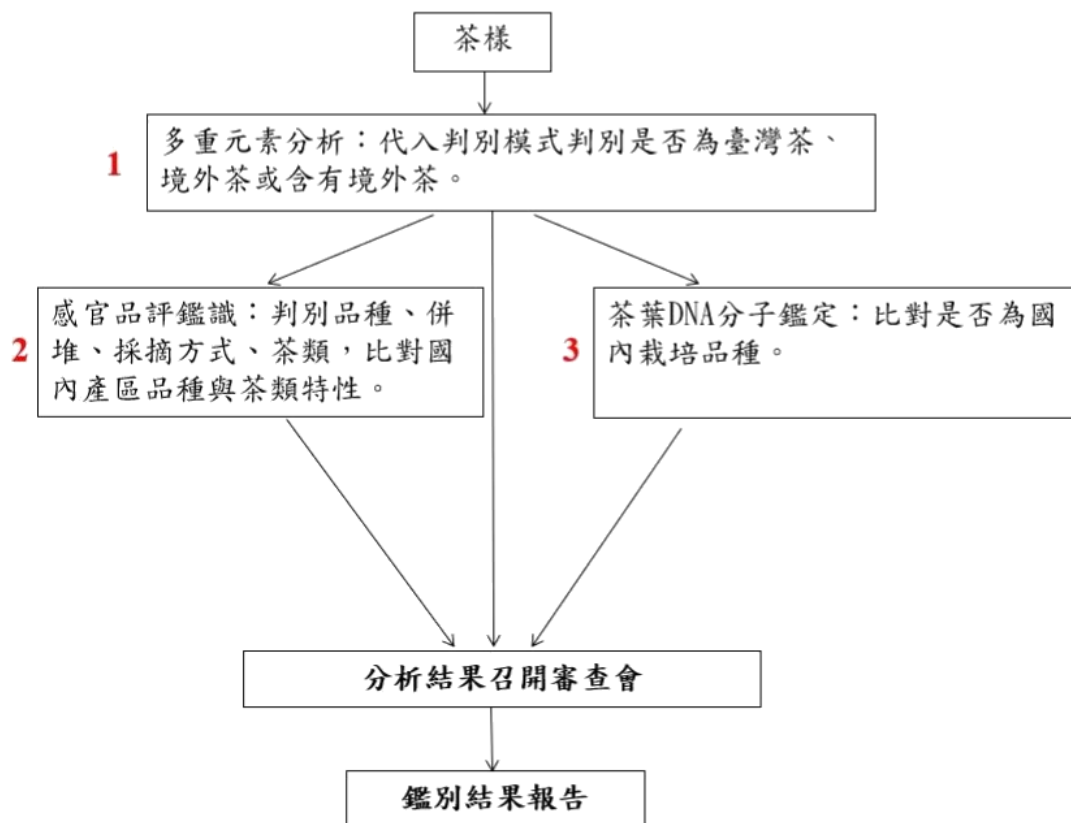 茶樣
1
多重元素分析：代入判別模式判別是否為臺灣茶、
境外茶或含有境外茶。
2
感官品評鑑識：判別品種、併
堆、採摘方式、茶類，比對國
內產區品種與茶類特性。
3
茶葉DNA分子鑑定：比對是否為國
內栽培品種。
分析結果召開審查會
鑑別結果報告